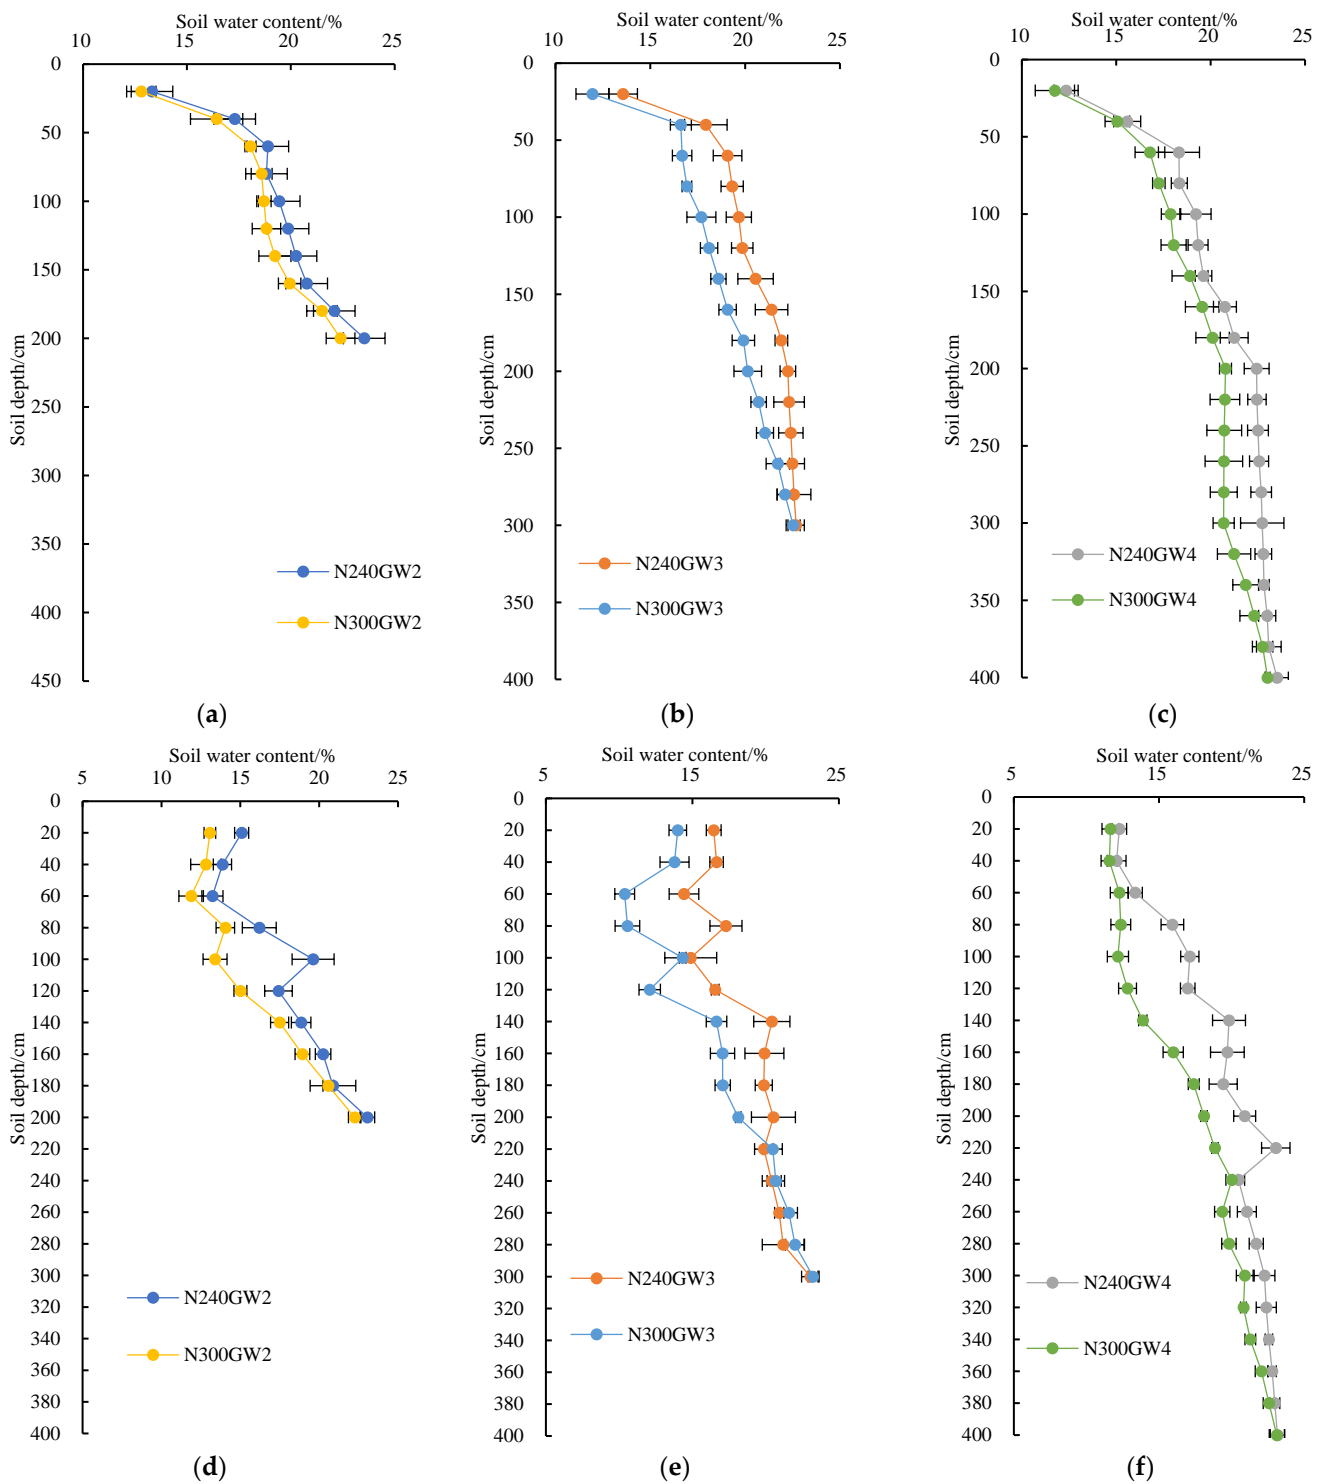 Soil water content/%
10 15 20 25
0
50
100
150
200
250
300
350
400
450
Soil depth/cm
N240GW2
N300GW2
(a)
Soil water content/%
10 15 20 25
0
50
100
150
200
250
300
350
400
Soil depth/cm
N240GW3
N300GW3
(b)
Soil water content/%
10 15 20 25
0
50
100
150
200
250
300
350
400
Soil depth/cm
N240GW4
N300GW4
(c)
Soil water content/%
5 10 15 20 25
0
20
40
60
80
100
120
140
160
180
200
220
240
260
280
300
320
340
360
380
400
Soil depth/cm
N240GW2
N300GW2
(d)
Soil water content/%
5 15 25
0
20
40
60
80
100
120
140
160
180
200
220
240
260
280
300
320
340
360
380
400
Soil depth/cm
N240GW3
N300GW3
(e)
Soil water content/%
5 15 25
0
20
40
60
80
100
120
140
160
180
200
220
240
260
280
300
320
340
360
380
400
Soil depth/cm
N240GW4
N300GW4
(f)